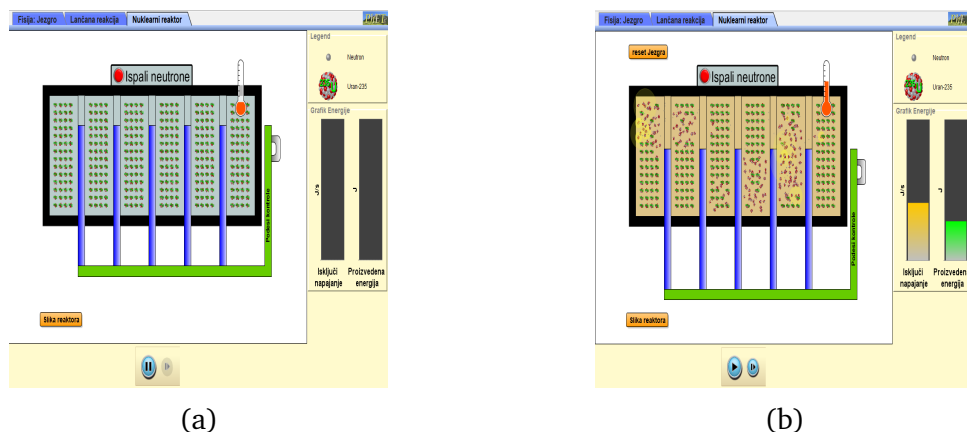 Fisija: Jezgro
Lančana reakcija
Nuklearni reaktor
Legend
Neutron
Uran-235
Ispali neutrone
Grafik Energije
J/s
J
Podesi kontrole
Isključi
napajanje
Proizvedena
energija
Slika reaktora
(a)
Fisija: Jezgro
Lančana reakcija
Nuklearni reaktor
Legend
reset Jezgra
Neutron
Uran-235
Ispali neutrone
Grafik Energije
J/s
J
Podesi kontrole
Isključi
napajanje
Proizvedena
energija
Slika reaktora
(b)